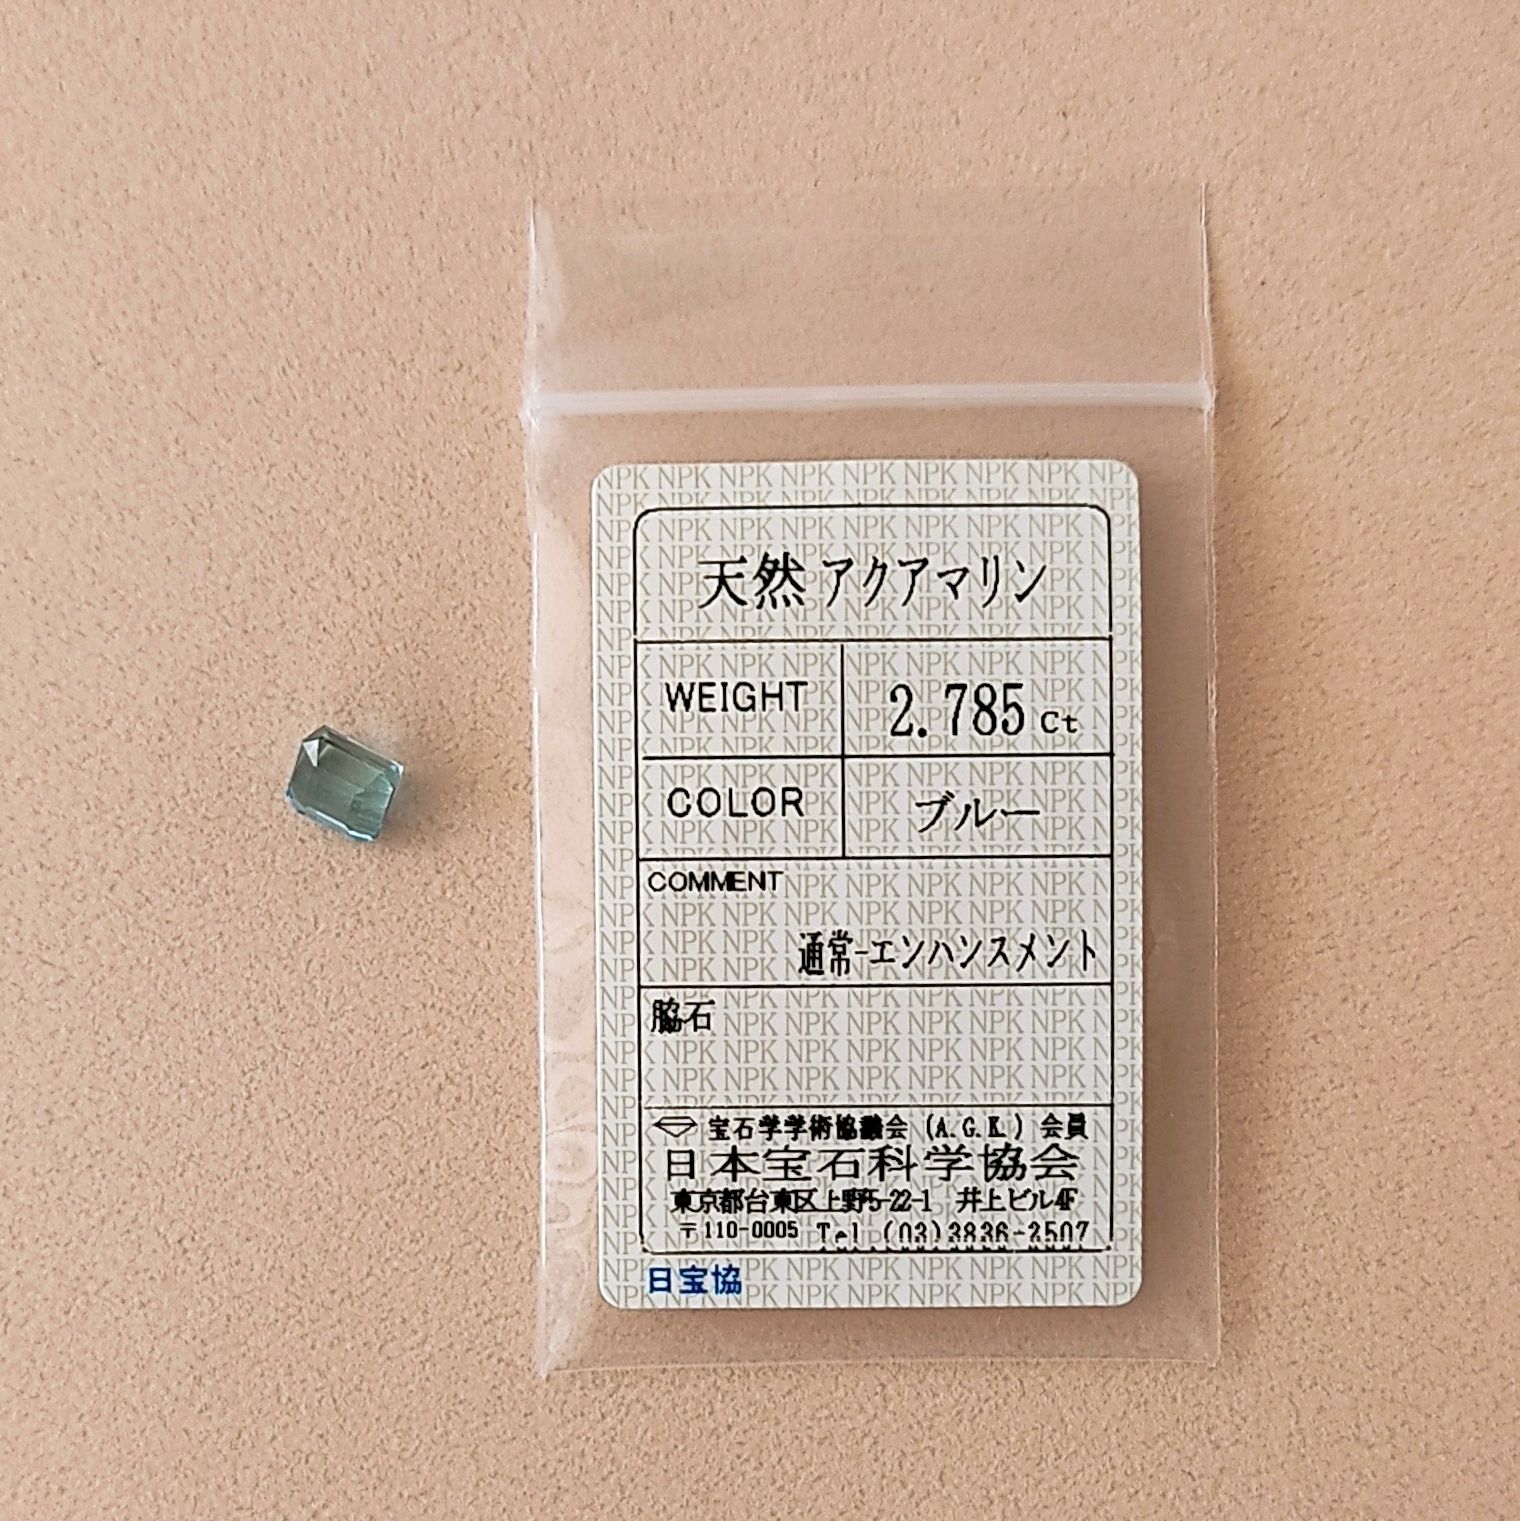 天然 アクアマリン
WEIGHT 2.785 Ct
COLOR ブルー
COMMENT
通常-エンハンスメント
脇石
宝石学学術協議会 (A.G.K.) 会員
日本宝石科学協会
東京都台東区上野5-22-1 井上ビル4F
〒110-0005 Tel (03)3836-2507
日宝協